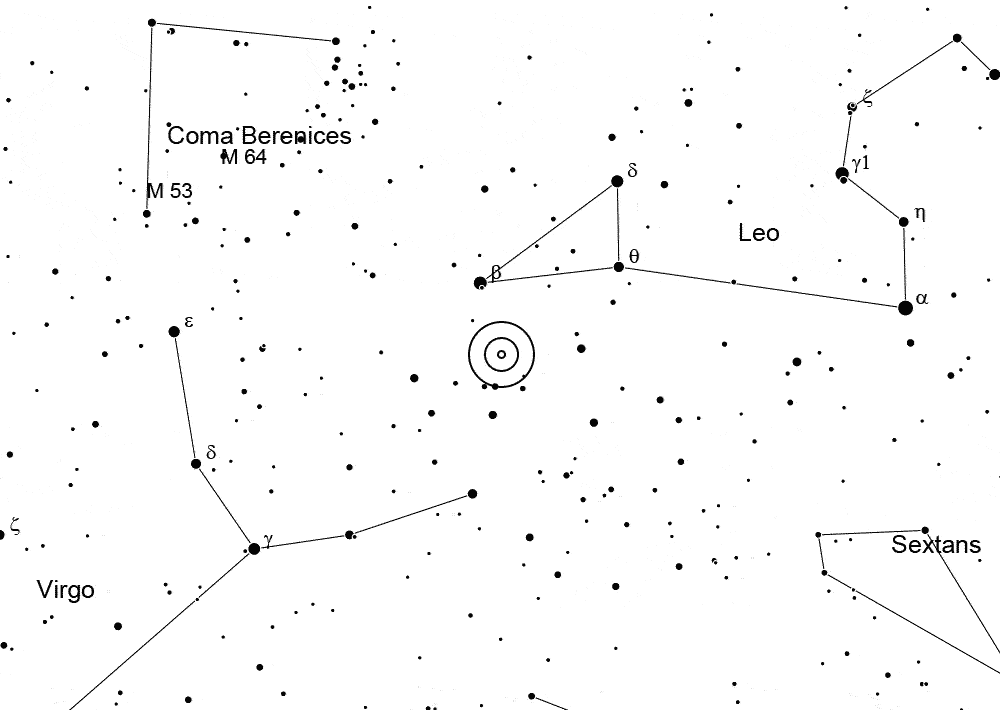 ζ
Coma Berenices
M 64
γ1
δ
M 53
η
Leo
θ
β
α
ε
δ
ζ
γ
Sextans
Virgo